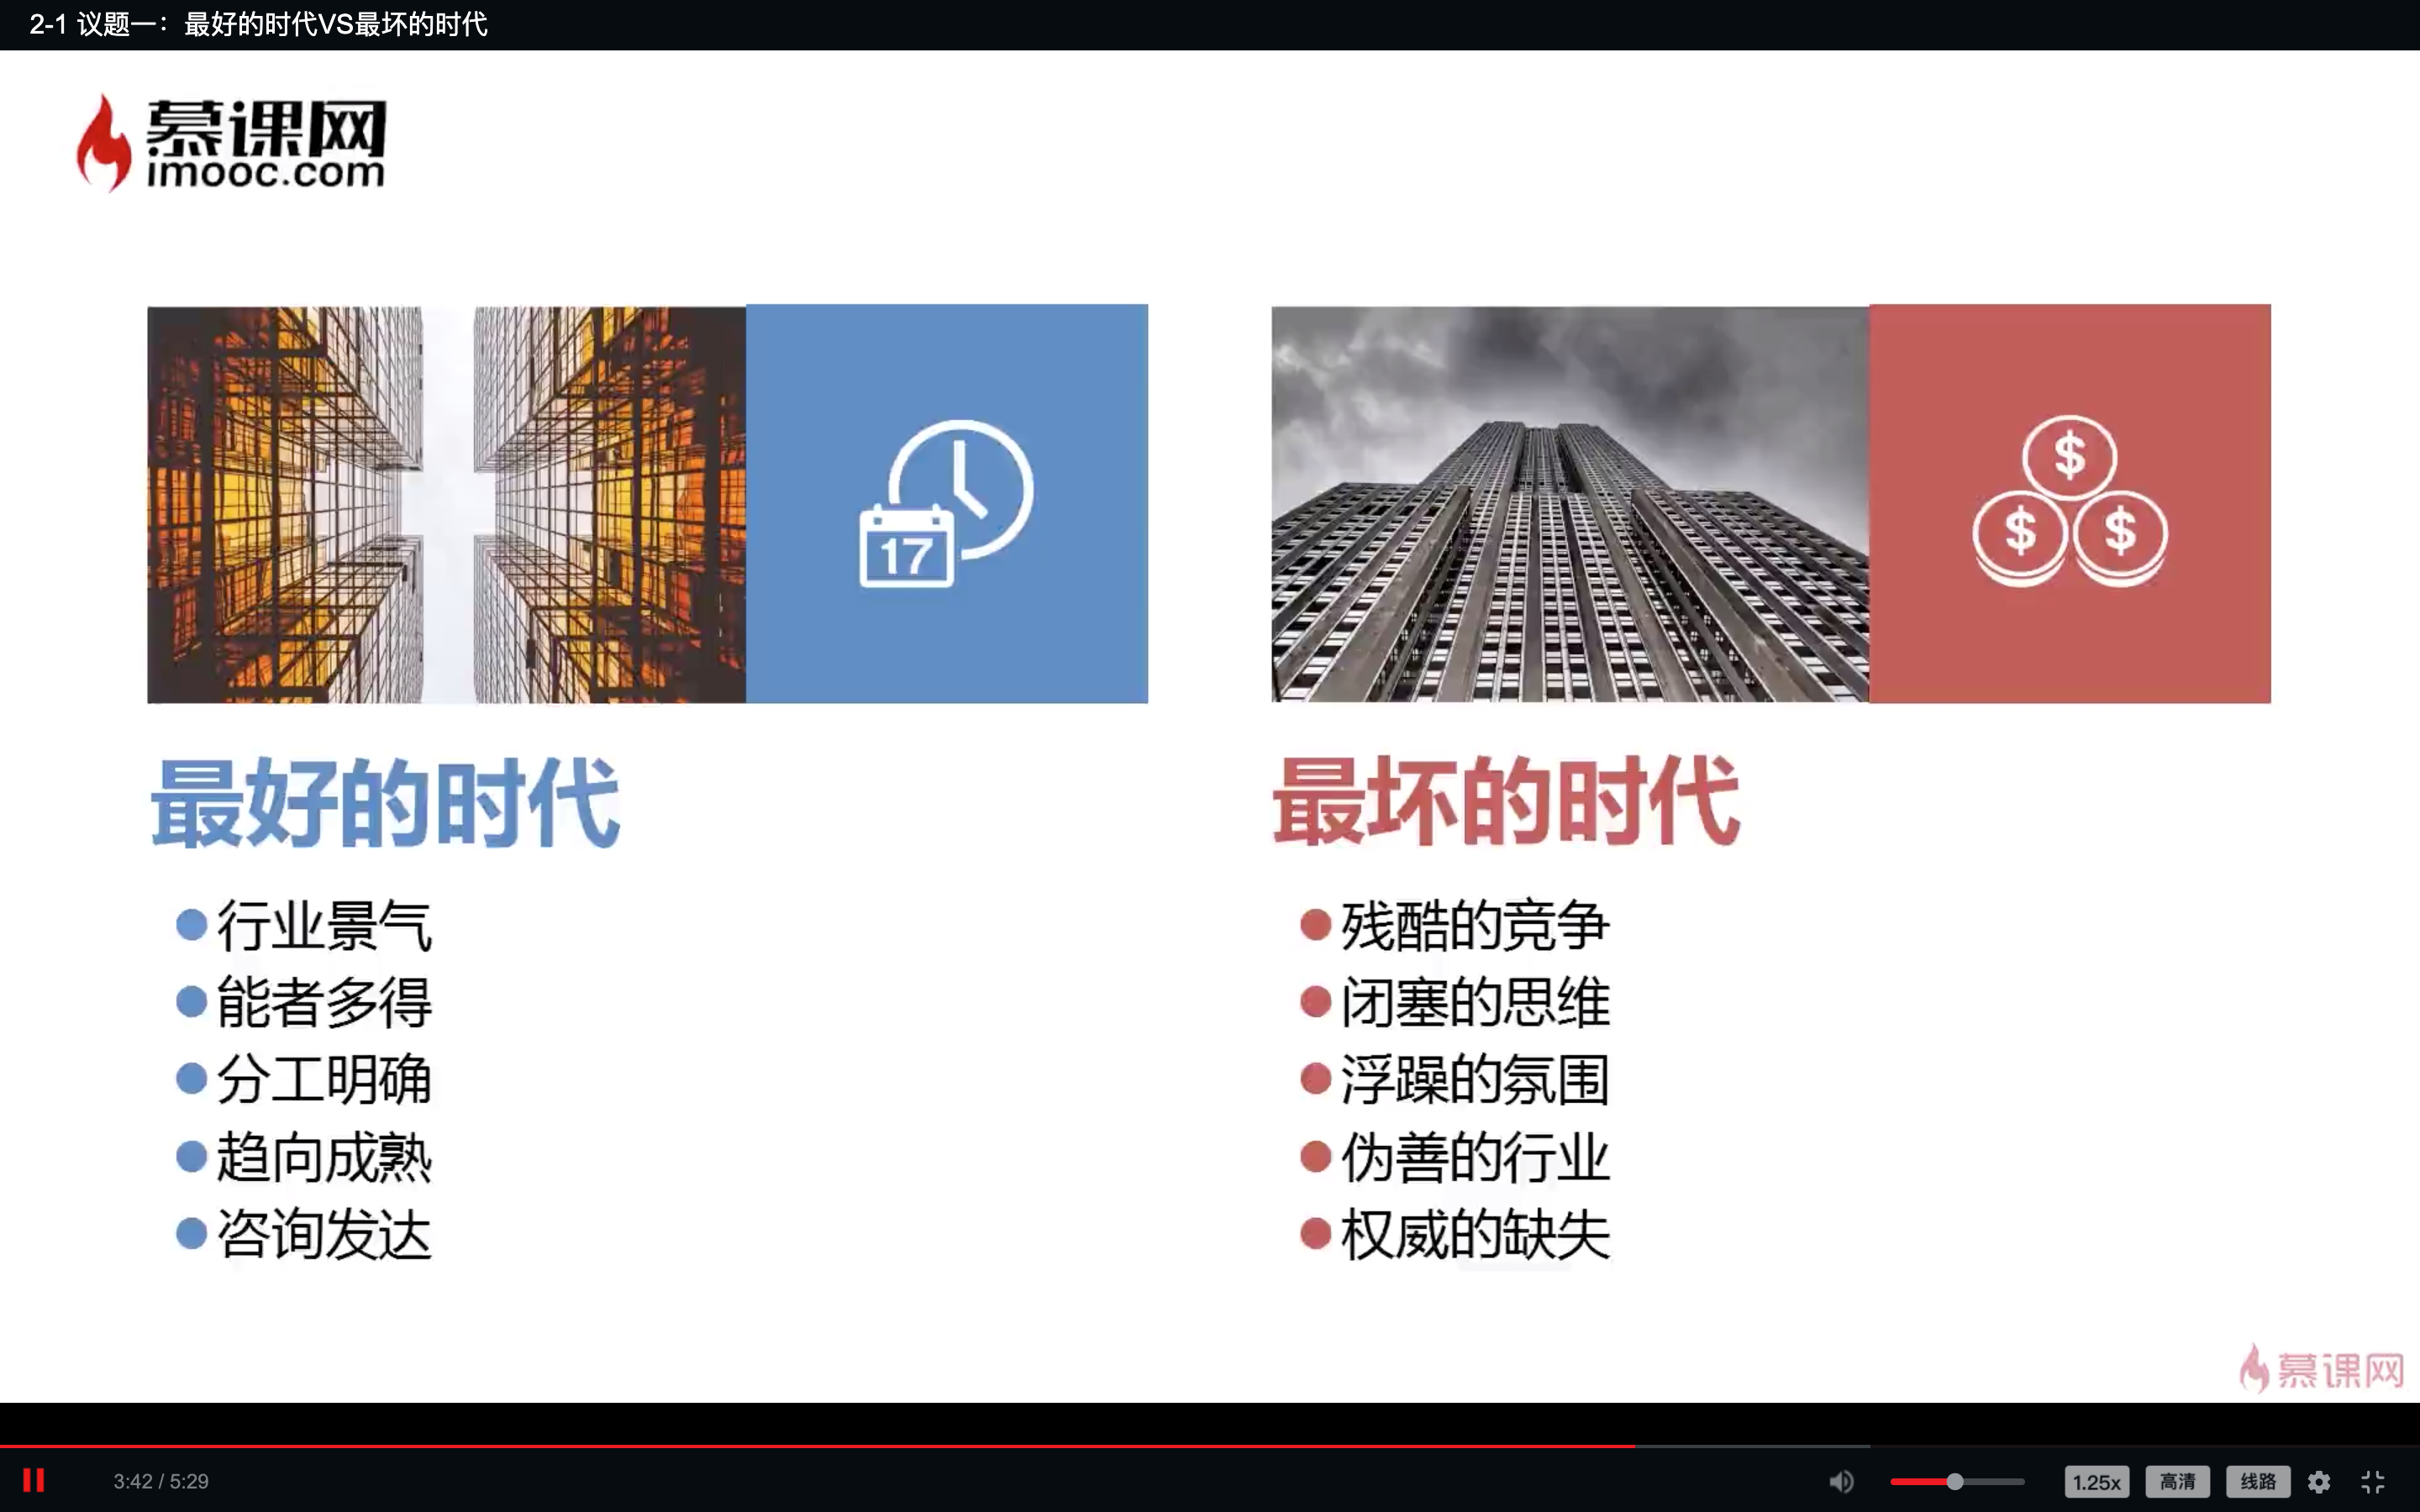 2-1 议题一：最好的时代VS最坏的时代
慕课网
imooc.com
17
$
$ $
最好的时代
行业景气
能者多得
分工明确
趋向成熟
咨询发达
最坏的时代
残酷的竞争
闭塞的思维
浮躁的氛围
伪善的行业
权威的缺失
慕课网
3:42 / 5:29
1.25x
高清
线路